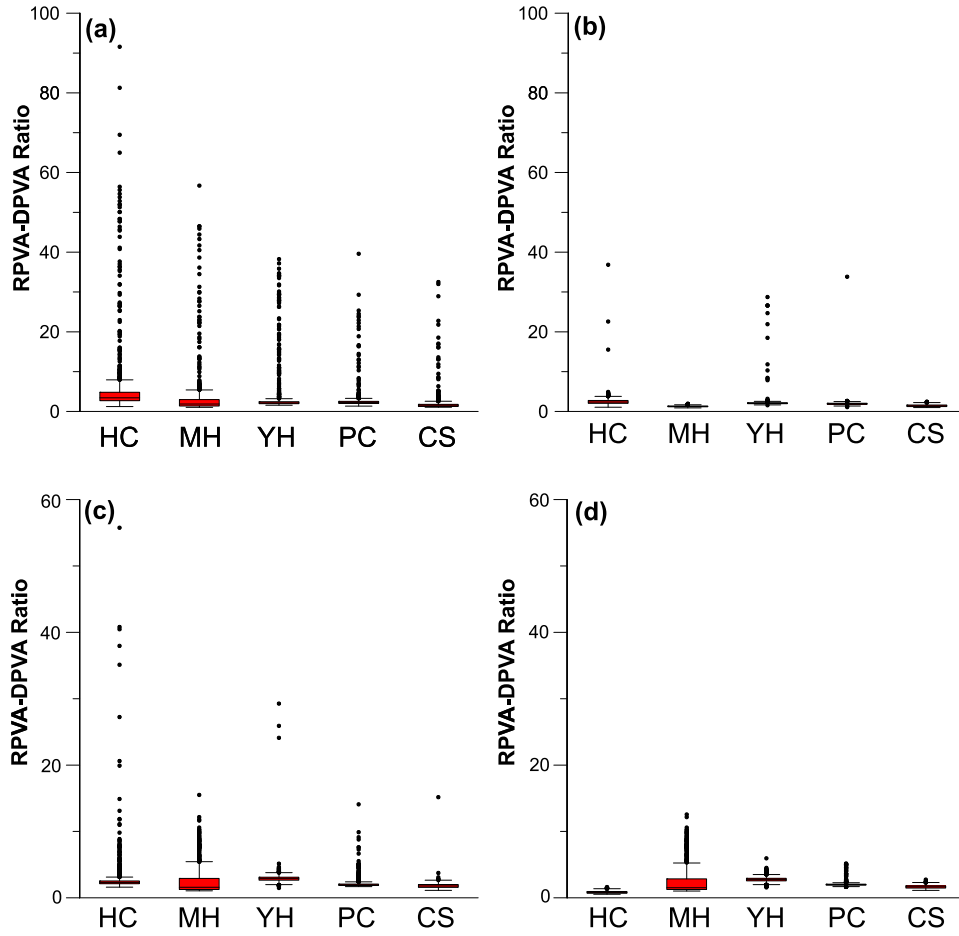 (a)
100
80
60
40
20
0
RPVA-DPVA Ratio
HC MH YH PC CS
(b)
100
80
60
40
20
0
RPVA-DPVA Ratio
HC MH YH PC CS
(c)
60
40
20
0
RPVA-DPVA Ratio
HC MH YH PC CS
(d)
60
40
20
0
RPVA-DPVA Ratio
HC MH YH PC CS